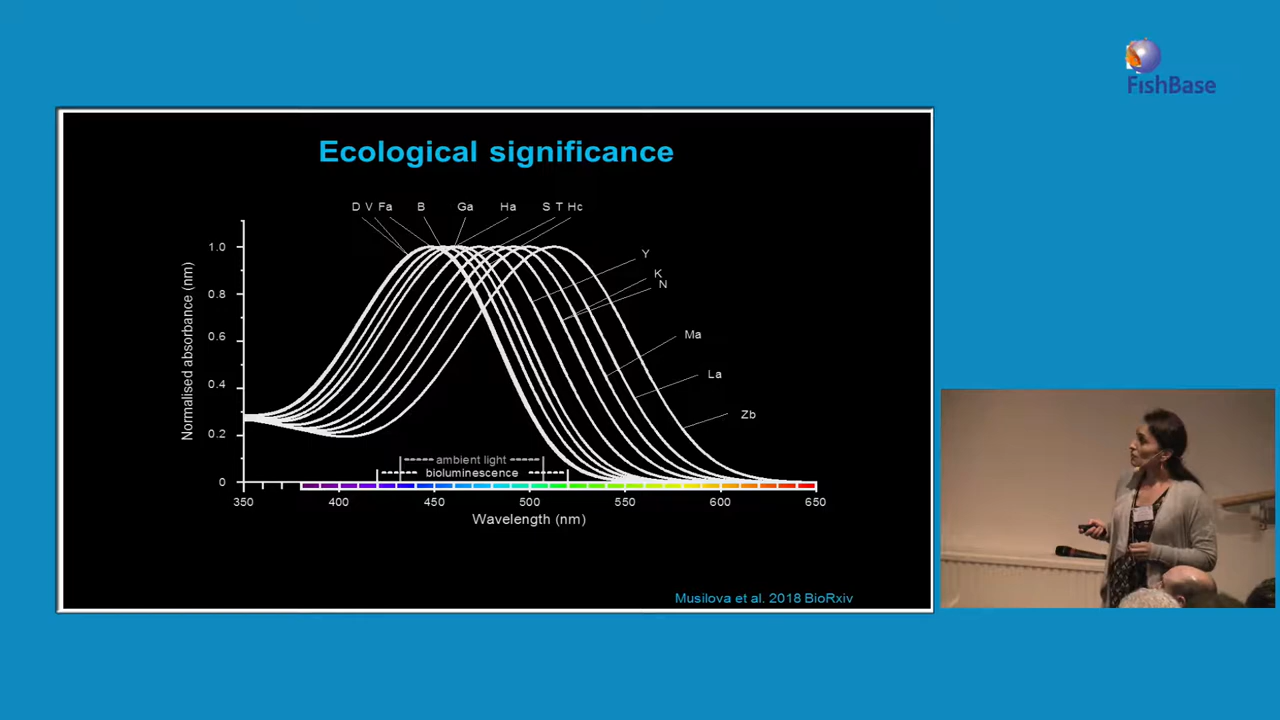 FishBase
Ecological significance
D V Fa B Ga Ha S T Hc
Y
K
N
Ma
La
Zb
Normalised absorbance (nm)
1.0
0.8
0.6
0.4
0.2
0
ambient light
bioluminescence
350 400 450 500 550 600 650
Wavelength (nm)
Musilova et al. 2018 BioRxiv